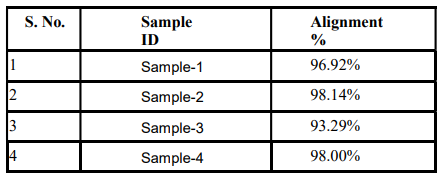 S. No. Sample ID Alignment %
1 Sample-1 96.92%
2 Sample-2 98.14%
3 Sample-3 93.29%
4 Sample-4 98.00%